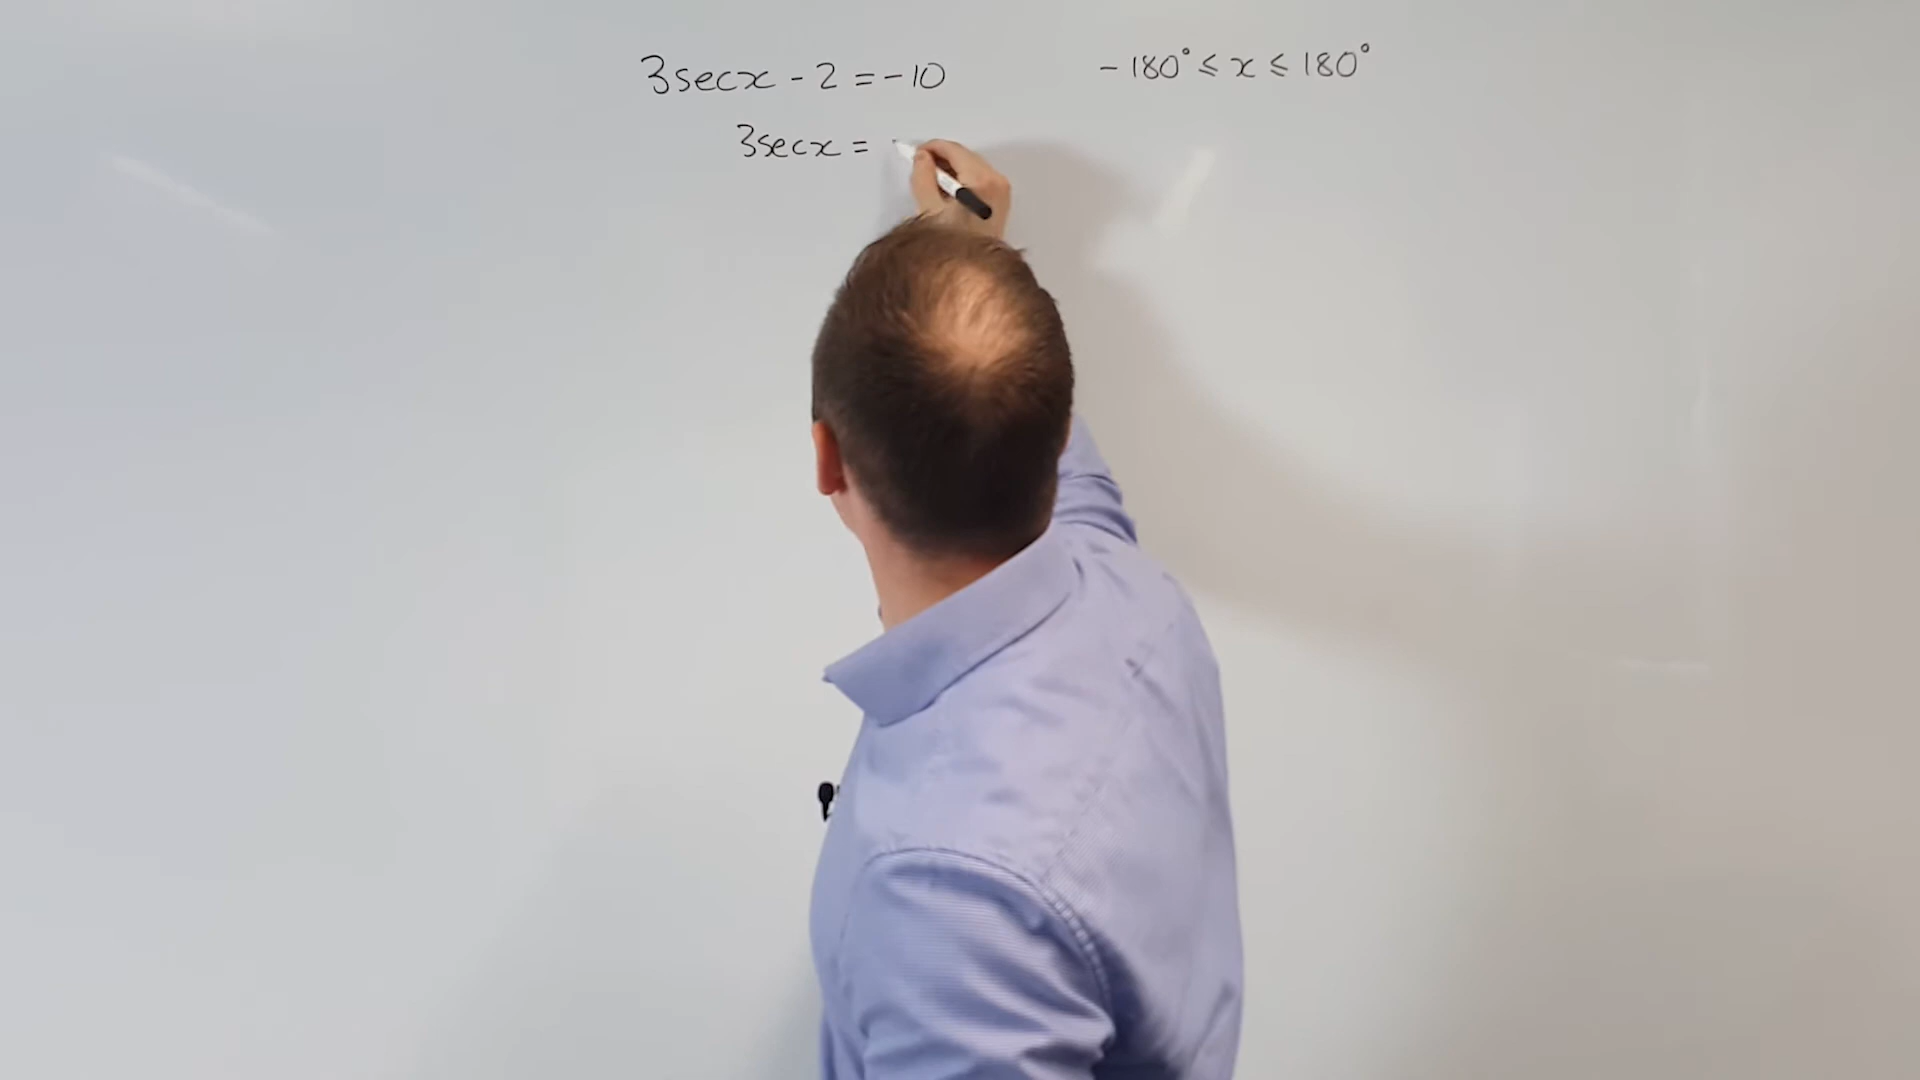 3secx - 2 = -10 -180° ≤ x ≤ 180°
3secx =